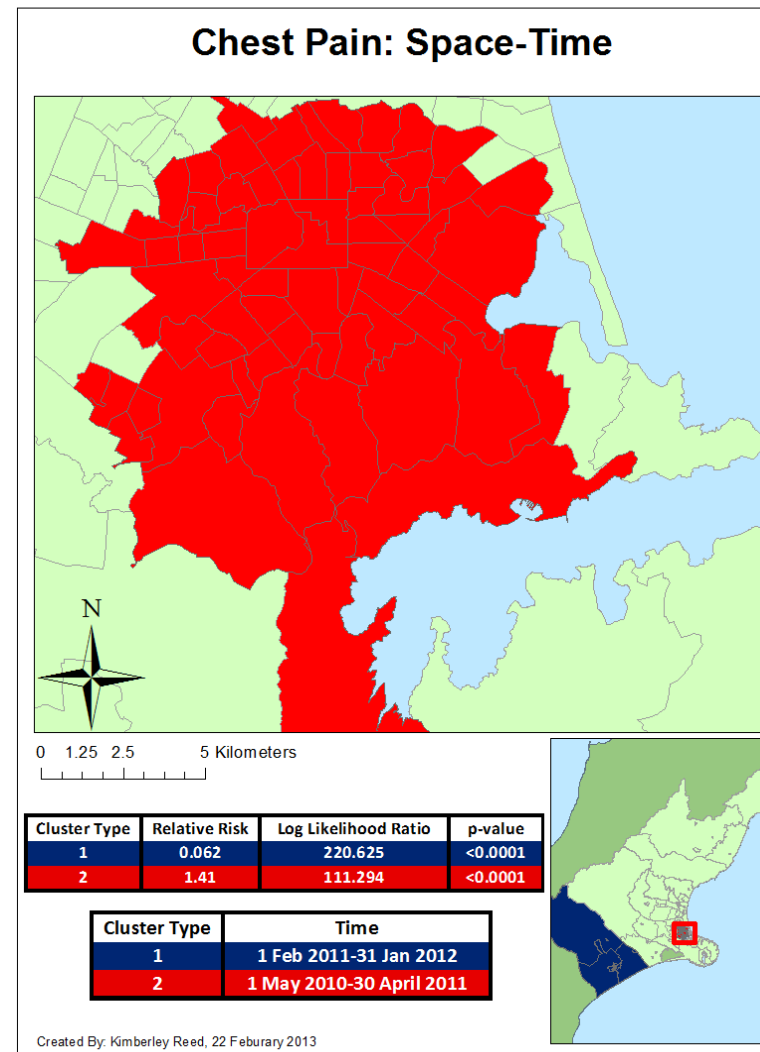 Chest Pain: Space-Time
N
0 1.25 2.5 5 Kilometers
Cluster Type Relative Risk Log Likelihood Ratio p-value
1 0.062 220.625 <0.0001
2 1.41 111.294 <0.0001
Cluster Type Time
1 1 Feb 2011-31 Jan 2012
2 1 May 2010-30 April 2011
Created By: Kimberley Reed, 22 Feburary 2013